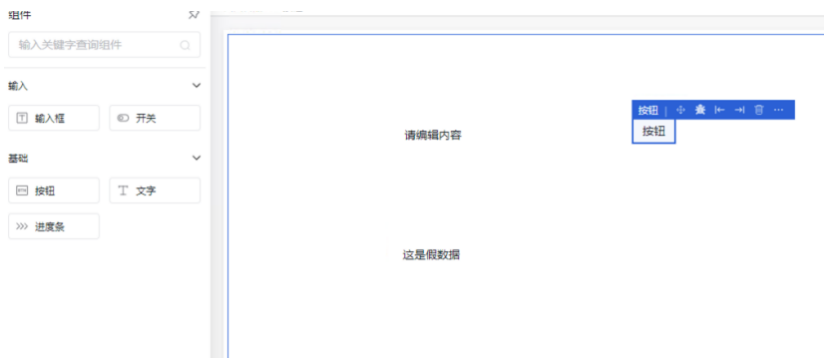 组件
输入关键字查询组件
输入
输入框
开关
基础
按钮
文字
进度条
按钮
按钮
请编辑内容
这是假数据